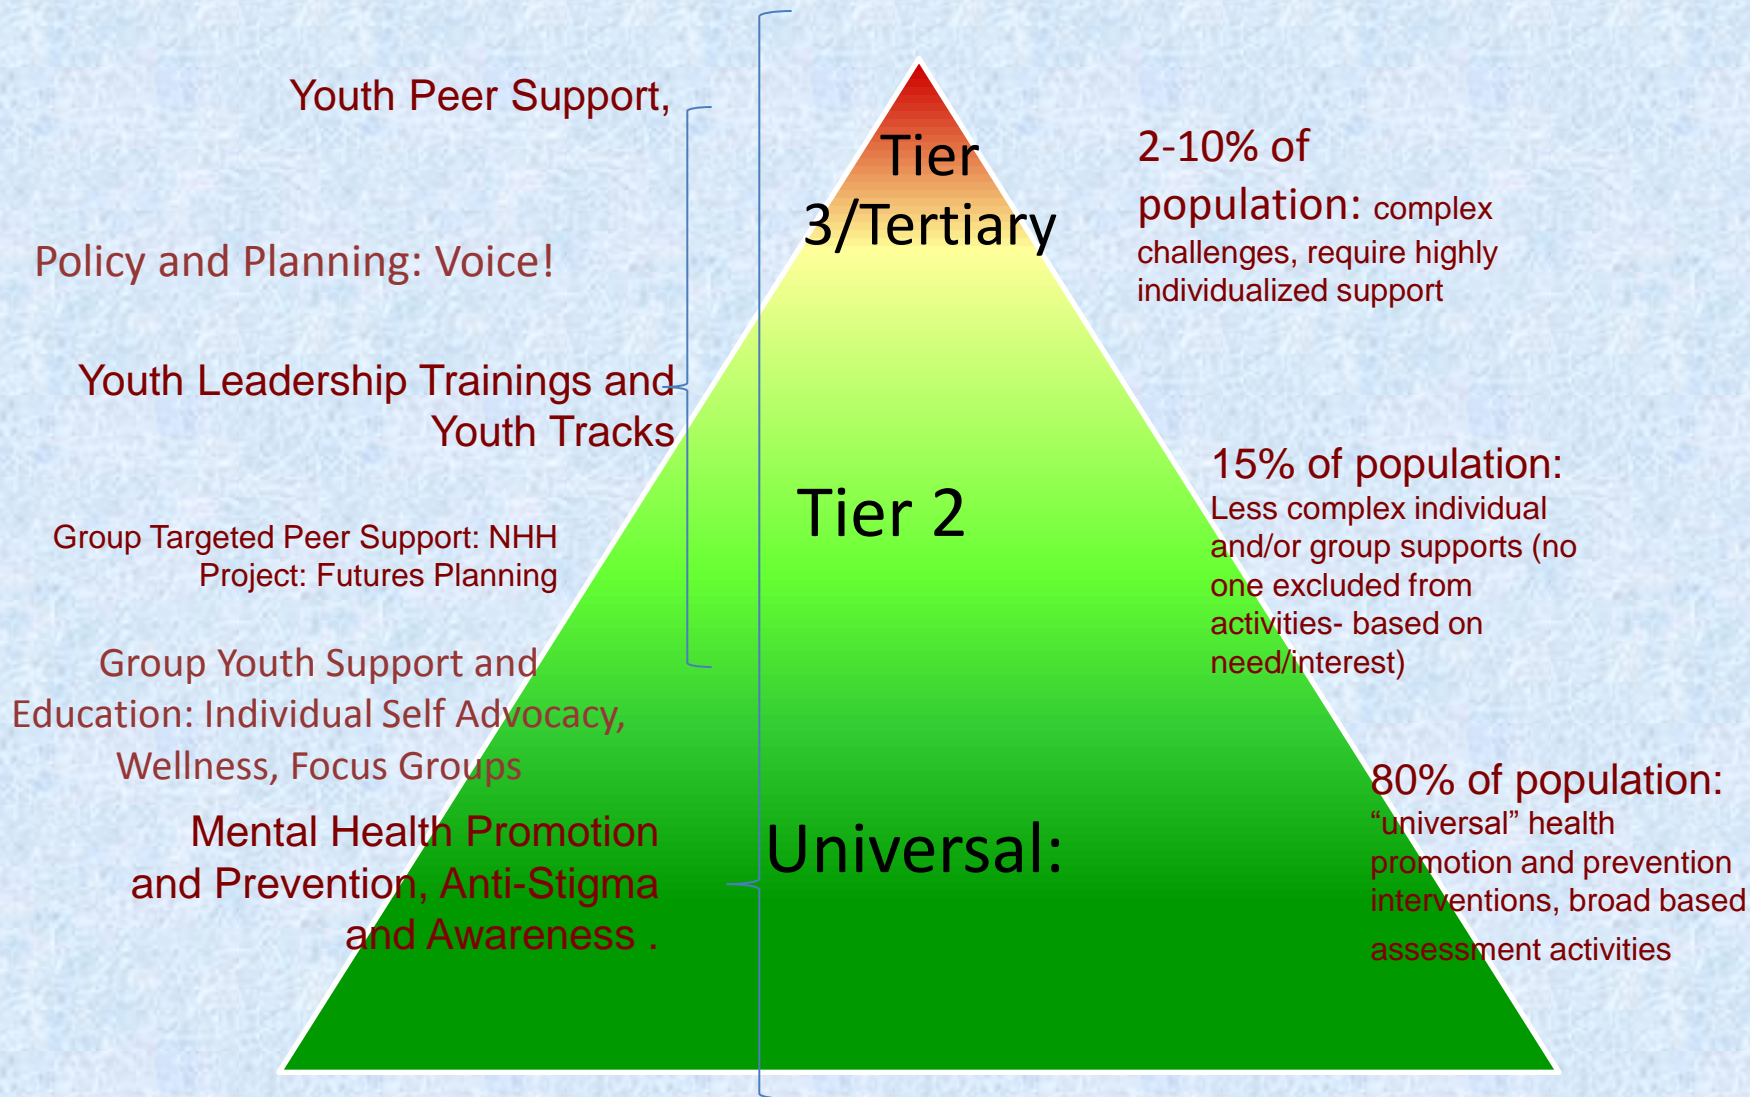 Youth Peer Support,
Policy and Planning: Voice!
Youth Leadership Trainings and
Youth Tracks
Group Targeted Peer Support: NHH
Project: Futures Planning
Group Youth Support and
Education: Individual Self Advocacy,
Wellness, Focus Groups
Mental Health Promotion
and Prevention, Anti-Stigma
and Awareness .
Tier
3/Tertiary
Tier 2
Universal:
2-10% of
population: complex
challenges, require highly
individualized support
15% of population:
Less complex individual
and/or group supports (no
one excluded from
activities- based on
need/interest)
80% of population:
“universal” health
promotion and prevention
interventions, broad based
assessment activities